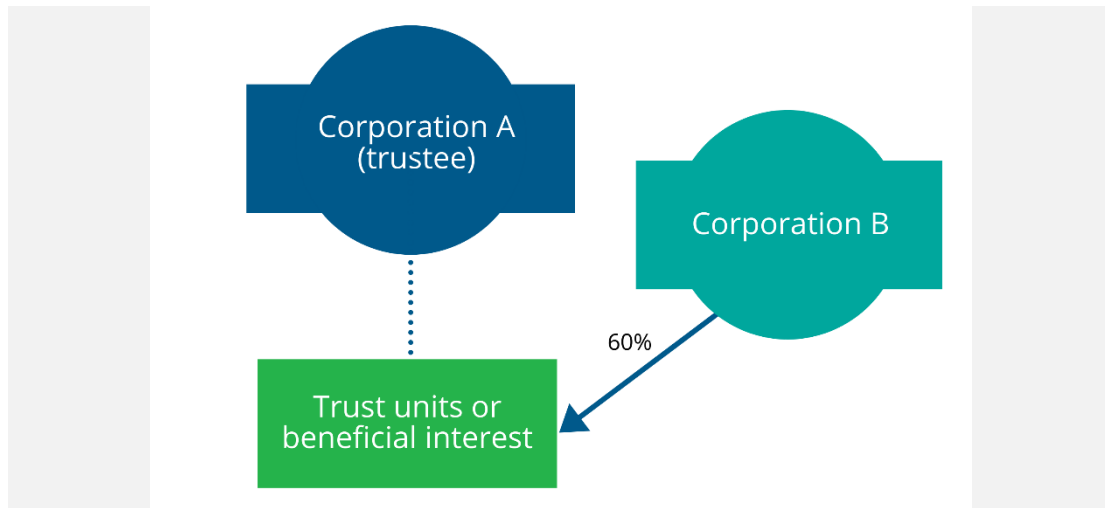 Corporation A
(trustee)
Corporation B
60%
Trust units or
beneficial interest